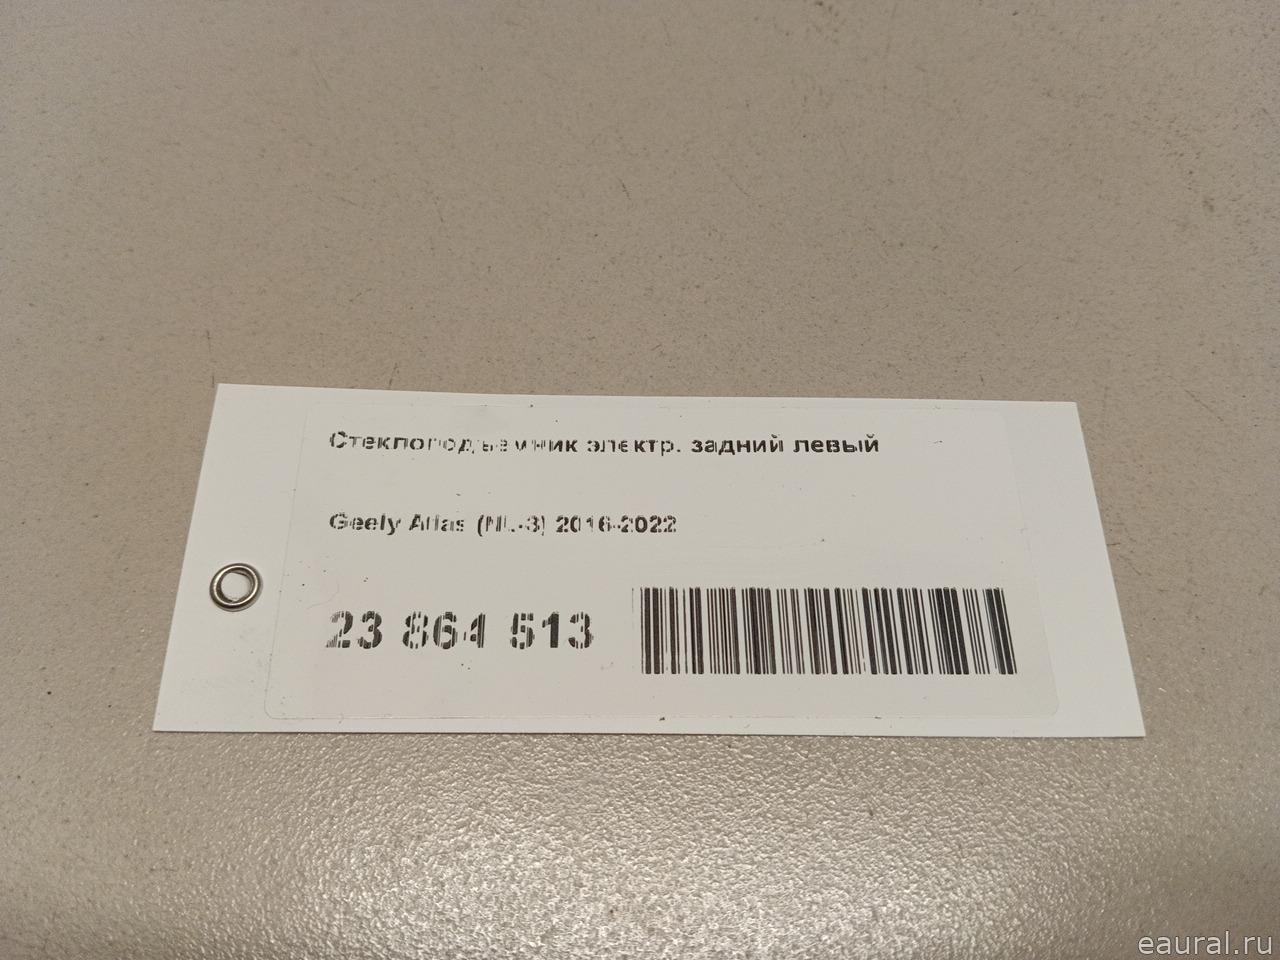 Стеклоподъемник электр. задний левый
Geely Atlas (NL-3) 2016-2022
23 864 513
eaural.ru